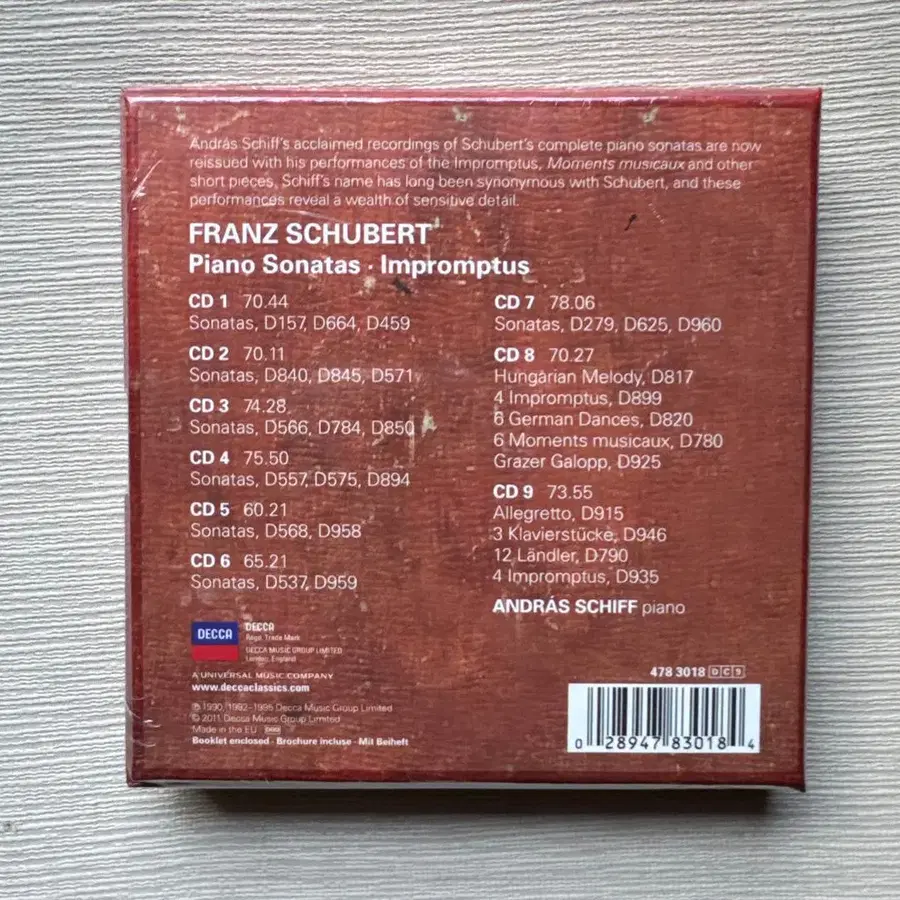 András Schiff's acclaimed recordings of Schubert's complete piano sonatas are now
reissued with his performances of the Impromptus, Moments musicaux and other
short pieces. Schiff's name has long been synonymous with Schubert, and these
performances reveal a wealth of sensitive detail.
FRANZ SCHUBERT
Piano Sonatas · Impromptus
CD 1 70.44
Sonatas, D157, D664, D459
CD 2 70.11
Sonatas, D840, D845, D571
CD 3 74.28
Sonatas, D566, D784, D850
CD 4 75.50
Sonatas, D557, D575, D894
CD 5 60.21
Sonatas, D568, D958
CD 6 65.21
Sonatas, D537, D959
CD 7 78.06
Sonatas, D279, D625, D960
CD 8 70.27
Hungarian Melody, D817
4 Impromptus, D899
6 German Dances, D820
6 Moments musicaux, D780
Grazer Galopp, D925
CD 9 73.55
Allegretto, D915
3 Klavierstücke, D946
12 Ländler, D790
4 Impromptus, D935
ANDRÁS SCHIFF piano
DECCA
DECCA
Regd. Trade Mark
DECCA MUSIC GROUP LIMITED
London, England
A UNIVERSAL MUSIC COMPANY
www.deccaclassics.com
℗ 1990, 1992–1995 Decca Music Group Limited
© 2011 Decca Music Group Limited
Made in the EU
Booklet enclosed · Brochure incluse · Mit Beiheft
478 3018 DC9
0 28947 83018 4